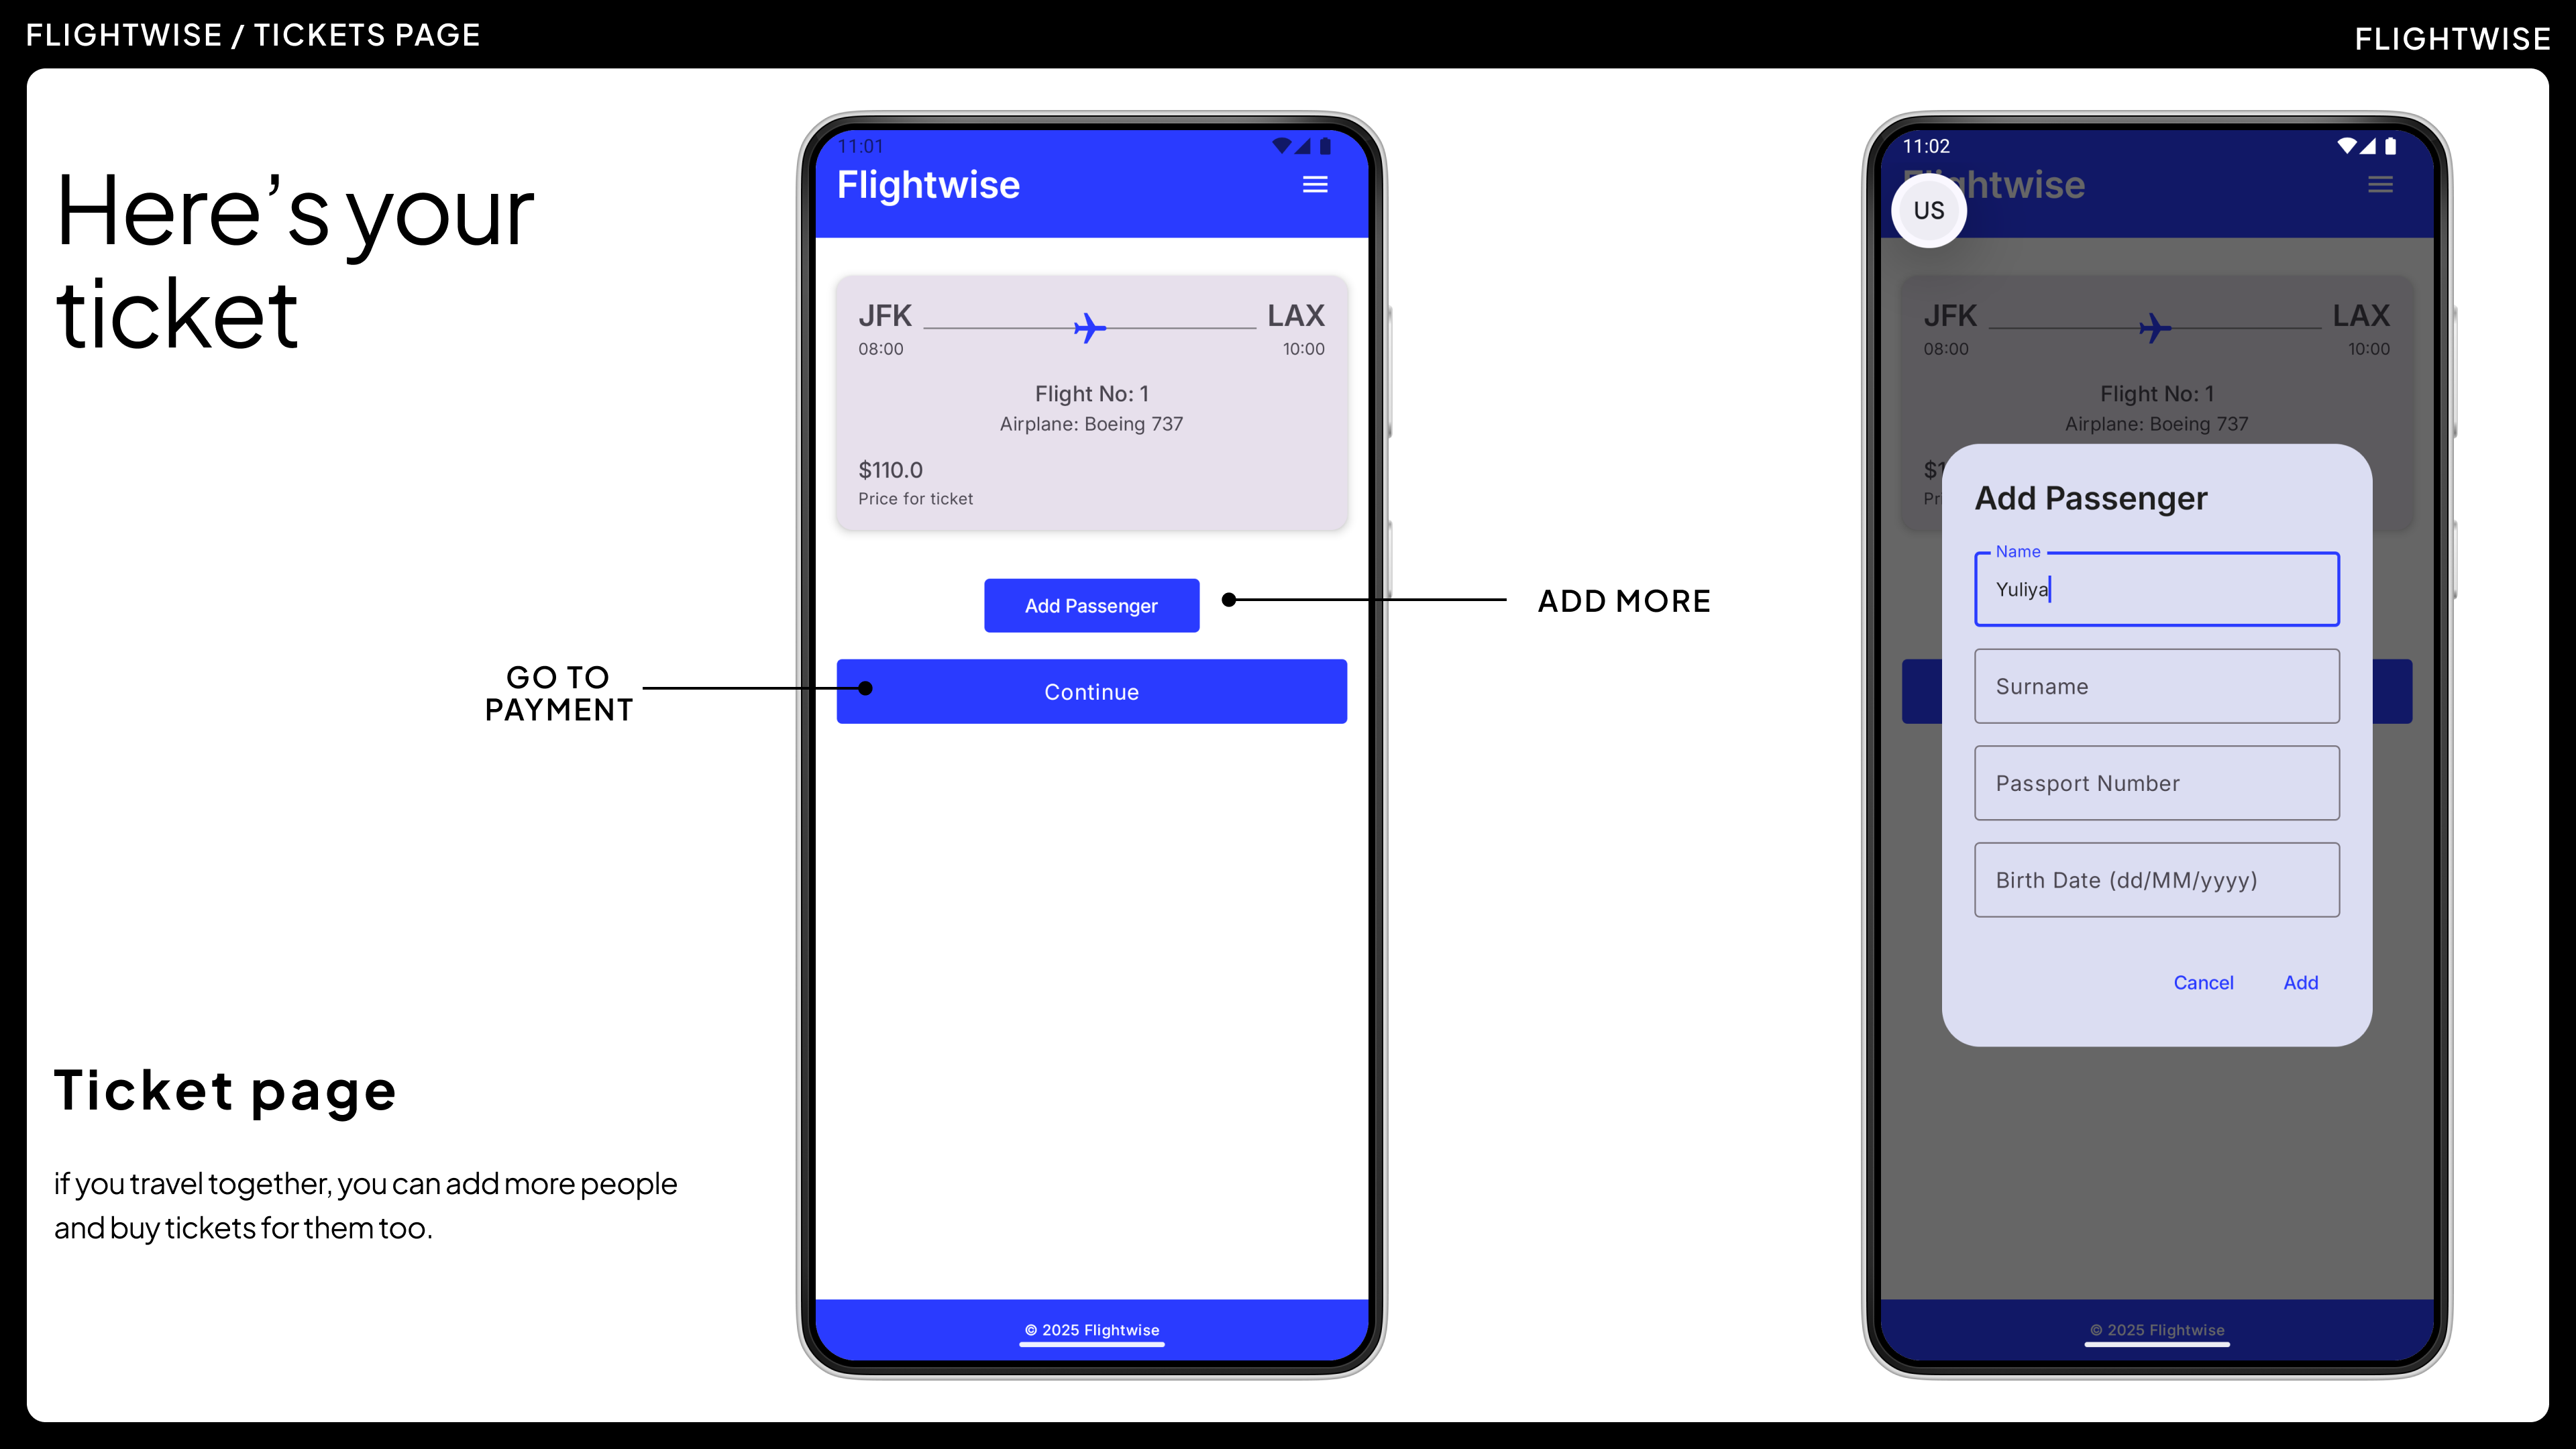 FLIGHTWISE / TICKETS PAGE
FLIGHTWISE
Here’s your
ticket
GO TO
PAYMENT
Ticket page
if you travel together, you can add more people
and buy tickets for them too.
11:01
Flightwise
JFK
LAX
08:00
10:00
Flight No: 1
Airplane: Boeing 737
$110.0
Price for ticket
Add Passenger
Continue
© 2025 Flightwise
ADD MORE
11:02
htwise
US
JFK
LAX
08:00
10:00
Flight No: 1
Airplane: Boeing 737
$1
Pr
Add Passenger
Name
Yuliya
Surname
Passport Number
Birth Date (dd/MM/yyyy)
Cancel
Add
© 2025 Flightwise